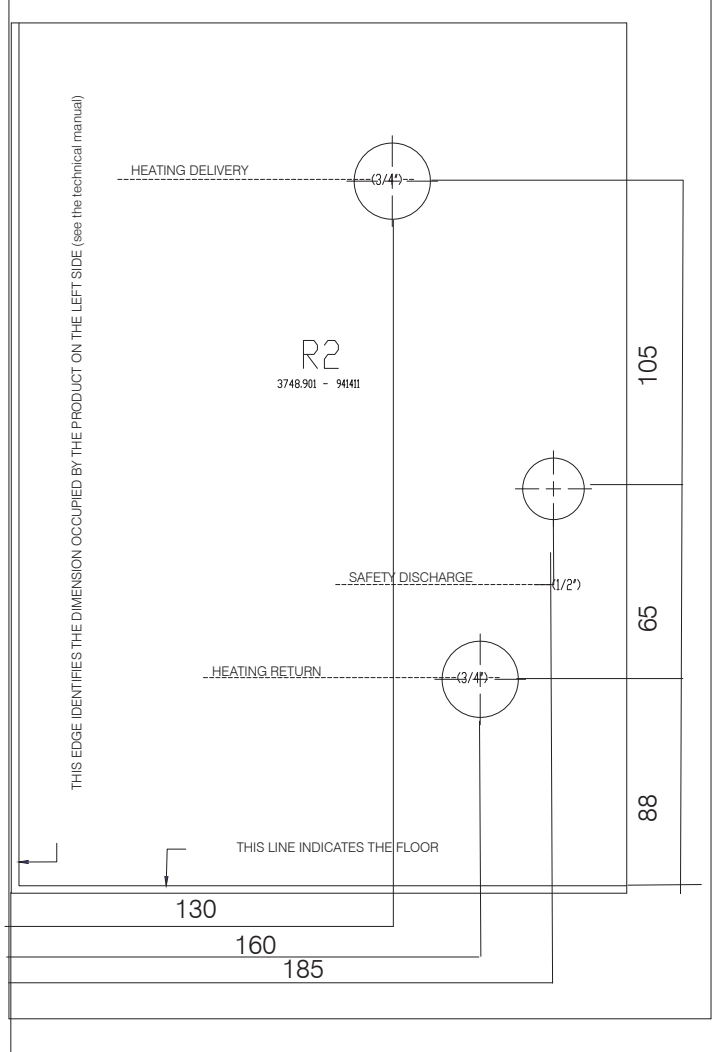 THIS EDGE IDENTIFIES THE DIMENSION OCCUPIED BY THE PRODUCT ON THE LEFT SIDE (see the technical manual)
HEATING DELIVERY
(3/4")
R2
3748.901 - 941411
105
SAFETY DISCHARGE
(1/2")
65
HEATING RETURN
(3/4")
88
THIS LINE INDICATES THE FLOOR
130
160
185